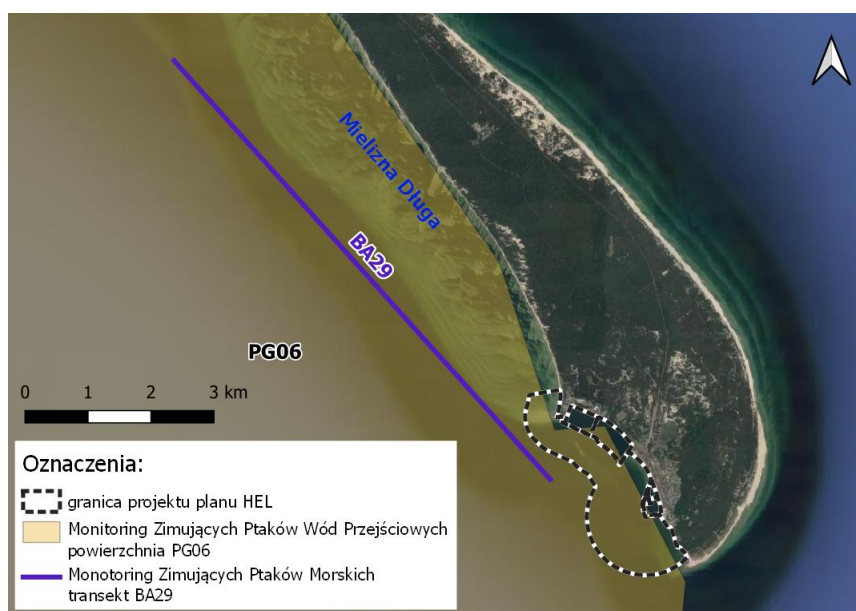 Mielizna Długa
BA29
PG06
0 1 2 3 km
Oznaczenia:
granica projektu planu HEL
Monitoring Zimujących Ptaków Wód Przejściowych
powierzchnia PG06
Monotoring Zimujących Ptaków Morskich
transekt BA29